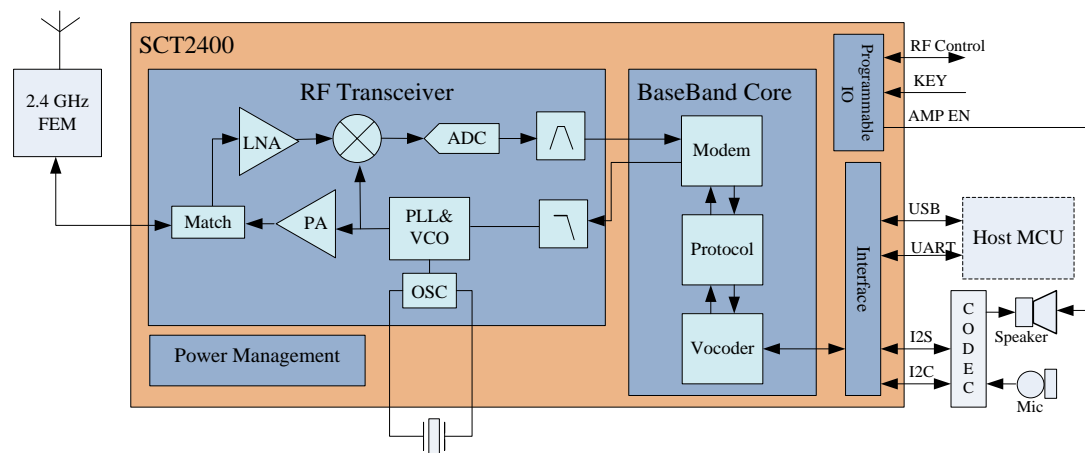 SCT2400
2.4 GHz
FEM
RF Transceiver
LNA
ADC
Match
PA
PLL&
VCO
OSC
Power Management
BaseBand Core
Modem
Protocol
Vocoder
Programmable
IO
Interface
RF Control
KEY
AMP EN
USB
UART
Host MCU
I2S
I2C
CODEC
Speaker
Mic